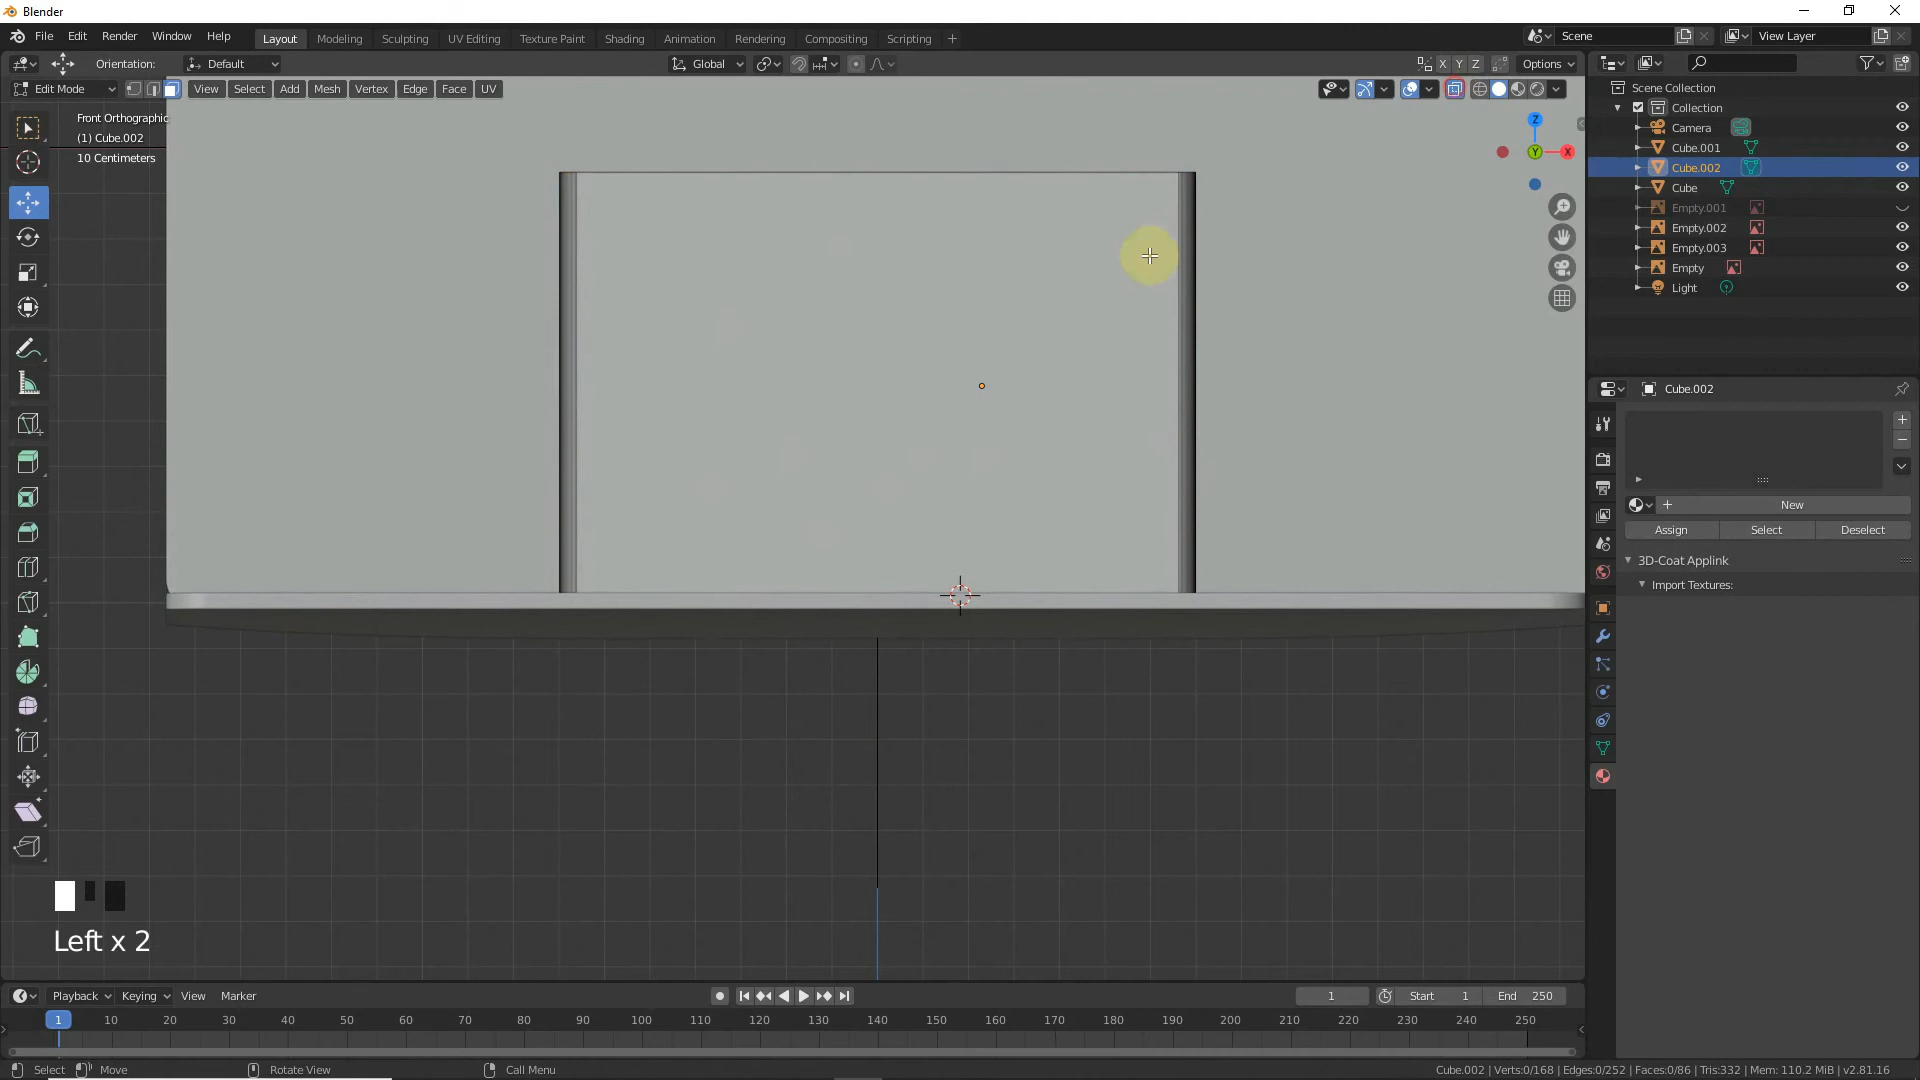 Blender
File Edit Render Window Help
Layout Modeling Sculpting UV Editing Texture Paint Shading Animation Rendering Compositing Scripting +
Scene
View Layer
Orientation: Default
Global
X Y Z Options
Edit Mode
View Select Add Mesh Vertex Edge Face UV
Front Orthographic
(1) Cube.002
10 Centimeters
Z
Y
X
Scene Collection
Collection
Camera
Cube.001
Cube.002
Cube
Empty.001
Empty.002
Empty.003
Empty
Light
Cube.002
New
Assign Select Deselect
3D-Coat Applink
Import Textures:
Left x 2
Playback Keying View Marker
1
Start 1
End 250
1 10 20 30 40 50 60 70 80 90 100 110 120 130 140 150 160 170 180 190 200 210 220 230 240 250
Select Move Rotate View Call Menu
Cube.002 | Verts:0/168 | Edges:0/252 | Faces:0/86 | Tris:332 | Mem: 110.2 MiB | v2.81.16